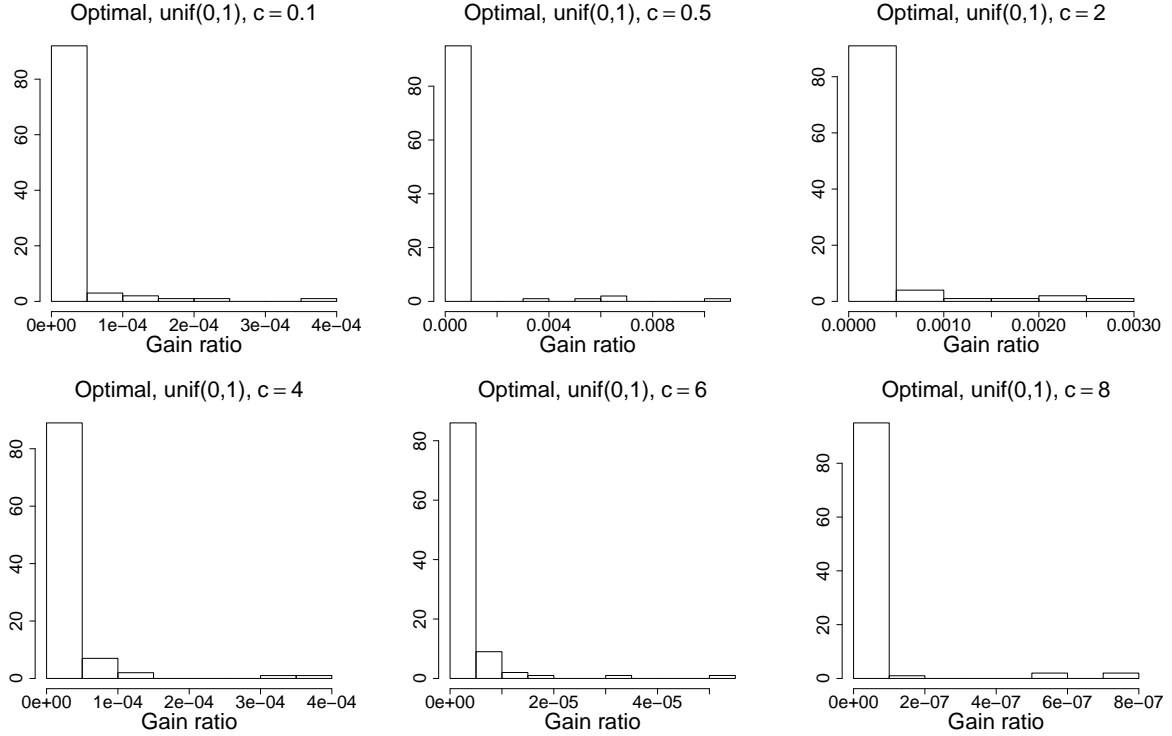 Optimal, unif(0,1), c = 0.1
80
60
40
20
0
0e+00 1e−04 2e−04 3e−04 4e−04
Gain ratio
Optimal, unif(0,1), c = 0.5
80
60
40
20
0
0.000 0.004 0.008
Gain ratio
Optimal, unif(0,1), c = 2
80
60
40
20
0
0.0000 0.0010 0.0020 0.0030
Gain ratio
Optimal, unif(0,1), c = 4
80
60
40
20
0
0e+00 1e−04 2e−04 3e−04 4e−04
Gain ratio
Optimal, unif(0,1), c = 6
80
60
40
20
0
0e+00 2e−05 4e−05
Gain ratio
Optimal, unif(0,1), c = 8
80
60
40
20
0
0e+00 2e−07 4e−07 6e−07 8e−07
Gain ratio